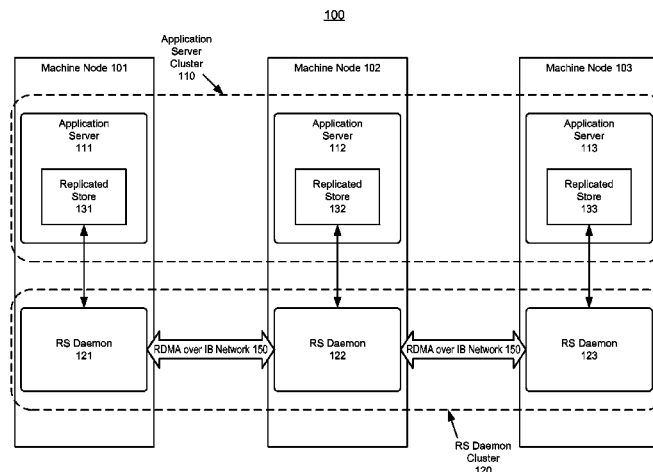 100
Application
Server
Cluster
110
Machine Node 101
Machine Node 102
Machine Node 103
Application
Server
111
Replicated
Store
131
Application
Server
112
Replicated
Store
132
Application
Server
113
Replicated
Store
133
RS Daemon
121
RDMA over IB Network 150
RS Daemon
122
RDMA over IB Network 150
RS Daemon
123
RS Daemon
Cluster
120